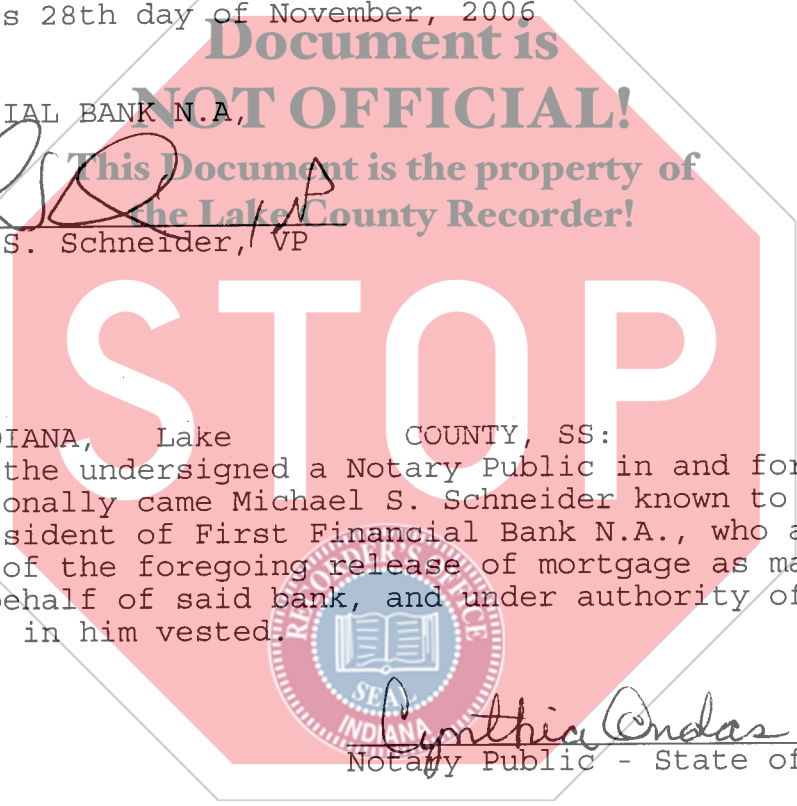 s 28th day of November, 2006
Document is
IAL BANK N.A,
NOT OFFICIAL!
This Document is the property of
the Lake County Recorder!
S. Schneider, VP
STOP
DIANA, Lake COUNTY, SS:
the undersigned a Notary Public in and for
onally came Michael S. Schneider known to
sident of First Financial Bank N.A., who a
of the foregoing release of mortgage as ma
behalf of said bank, and under authority of
in him vested.
RECORDER'S OFFICE
SEAL
INDIANA
Cynthia Ondas
Notary Public - State of